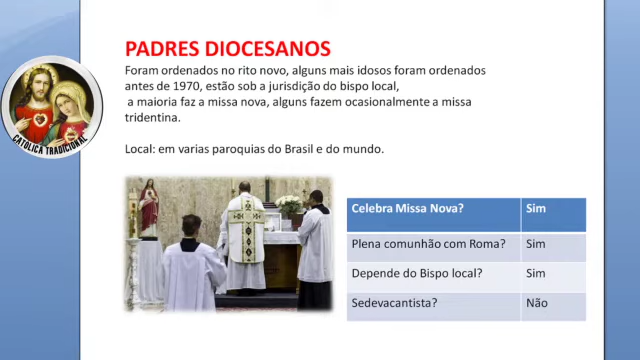 PADRES DIOCESANOS
Foram ordenados no rito novo, alguns mais idosos foram ordenados
antes de 1970, estão sob a jurisdição do bispo local,
a maioria faz a missa nova, alguns fazem ocasionalmente a missa
tridentina.
Local: em varias paroquias do Brasil e do mundo.
CATÓLICA TRADICIONAL
Celebra Missa Nova? Sim
Plena comunhão com Roma? Sim
Depende do Bispo local? Sim
Sedevacantista? Não